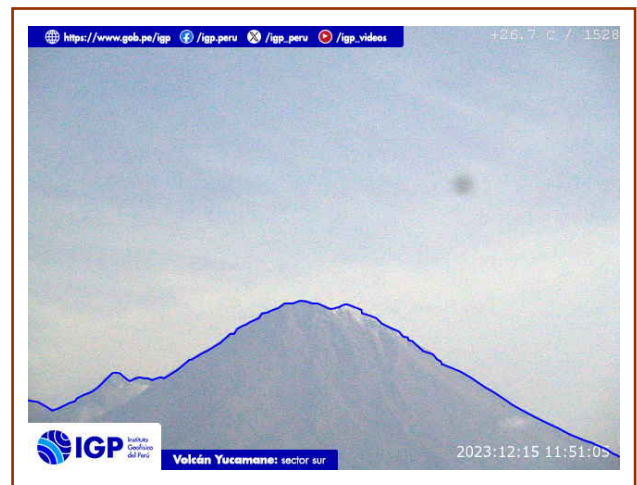 https://www.gob.pe/igp /igp.peru /igp_peru /igp_videos
+26.7 C / 1528
IGP Instituto
Geofísico
del Perú
Volcán Yucamane: sector sur
2023:12:15 11:51:05